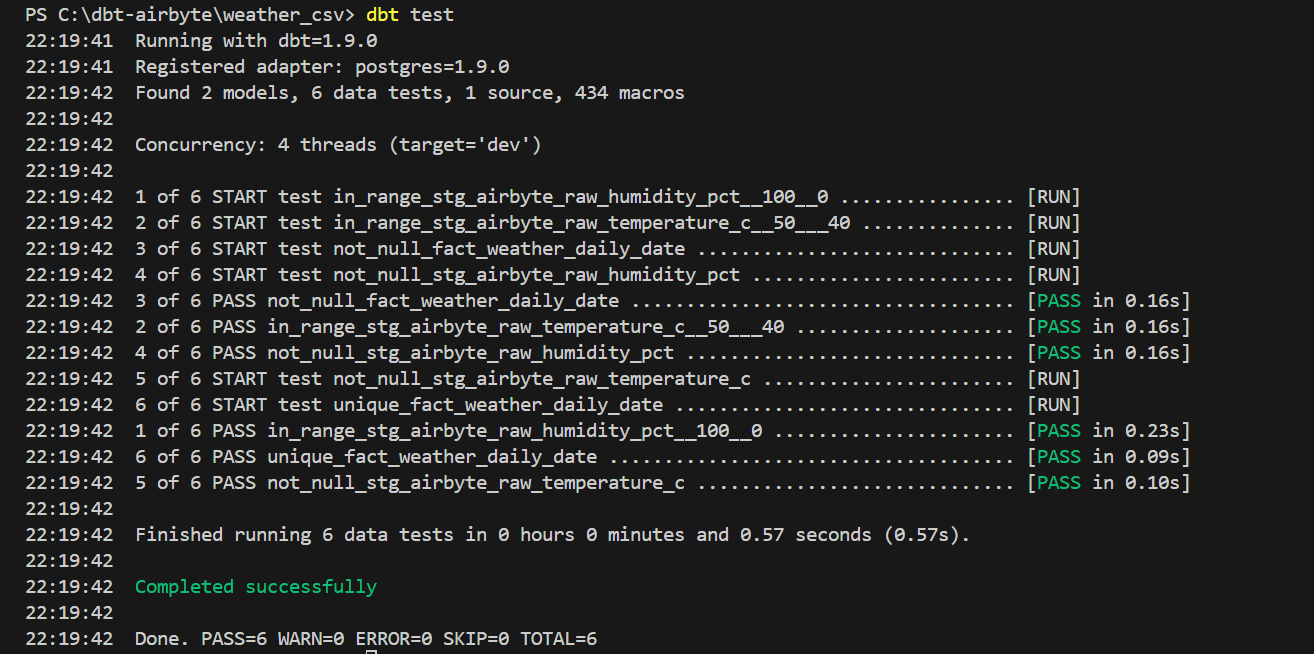 PS C:\dbt-airbyte\weather_csv> dbt test
22:19:41  Running with dbt=1.9.0
22:19:41  Registered adapter: postgres=1.9.0
22:19:42  Found 2 models, 6 data tests, 1 source, 434 macros
22:19:42
22:19:42  Concurrency: 4 threads (target='dev')
22:19:42
22:19:42  1 of 6 START test in_range_stg_airbyte_raw_humidity_pct__100__0 ................ [RUN]
22:19:42  2 of 6 START test in_range_stg_airbyte_raw_temperature_c__50___40 .............. [RUN]
22:19:42  3 of 6 START test not_null_fact_weather_daily_date ............................. [RUN]
22:19:42  4 of 6 START test not_null_stg_airbyte_raw_humidity_pct ........................ [RUN]
22:19:42  3 of 6 PASS not_null_fact_weather_daily_date ................................... [PASS in 0.16s]
22:19:42  2 of 6 PASS in_range_stg_airbyte_raw_temperature_c__50___40 .................... [PASS in 0.16s]
22:19:42  4 of 6 PASS not_null_stg_airbyte_raw_humidity_pct .............................. [PASS in 0.16s]
22:19:42  5 of 6 START test not_null_stg_airbyte_raw_temperature_c ....................... [RUN]
22:19:42  6 of 6 START test unique_fact_weather_daily_date ............................... [RUN]
22:19:42  1 of 6 PASS in_range_stg_airbyte_raw_humidity_pct__100__0 ...................... [PASS in 0.23s]
22:19:42  6 of 6 PASS unique_fact_weather_daily_date ..................................... [PASS in 0.09s]
22:19:42  5 of 6 PASS not_null_stg_airbyte_raw_temperature_c ............................. [PASS in 0.10s]
22:19:42
22:19:42  Finished running 6 data tests in 0 hours 0 minutes and 0.57 seconds (0.57s).
22:19:42
22:19:42  Completed successfully
22:19:42
22:19:42  Done. PASS=6 WARN=0 ERROR=0 SKIP=0 TOTAL=6